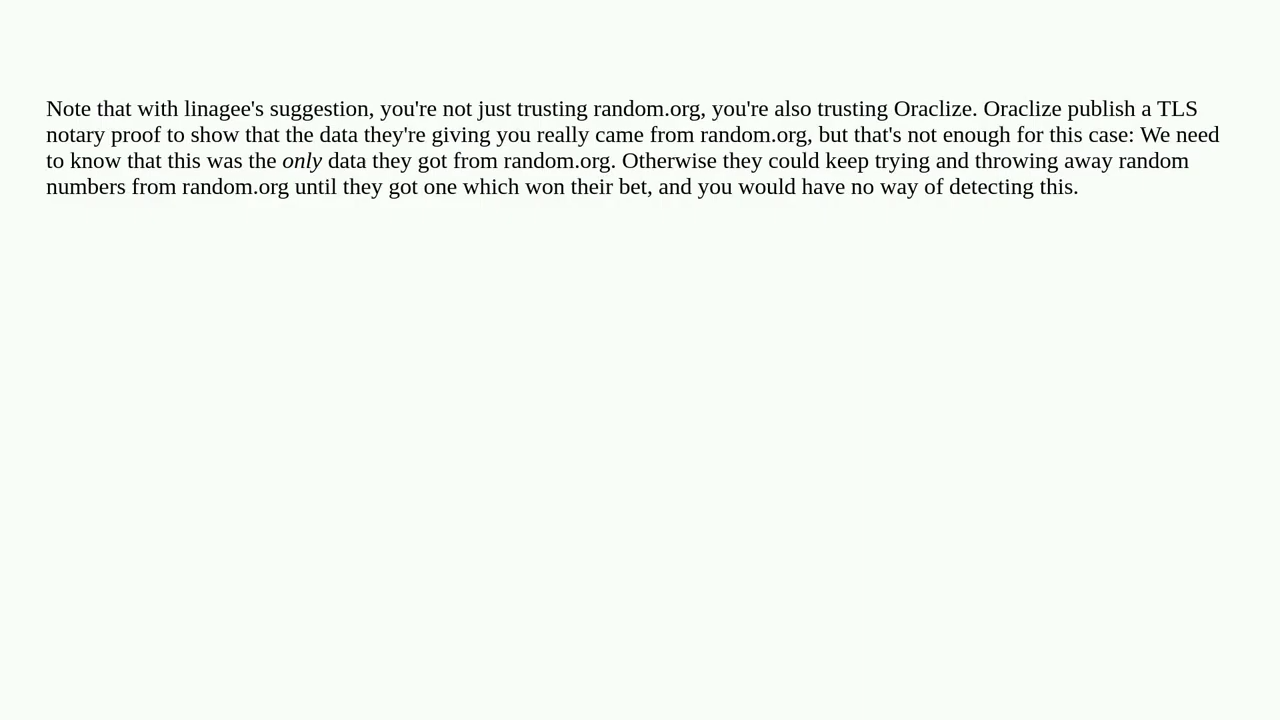 Note that with linagee's suggestion, you're not just trusting random.org, you're also trusting Oraclize. Oraclize publish a TLS
notary proof to show that the data they're giving you really came from random.org, but that's not enough for this case: We need
to know that this was the only data they got from random.org. Otherwise they could keep trying and throwing away random
numbers from random.org until they got one which won their bet, and you would have no way of detecting this.